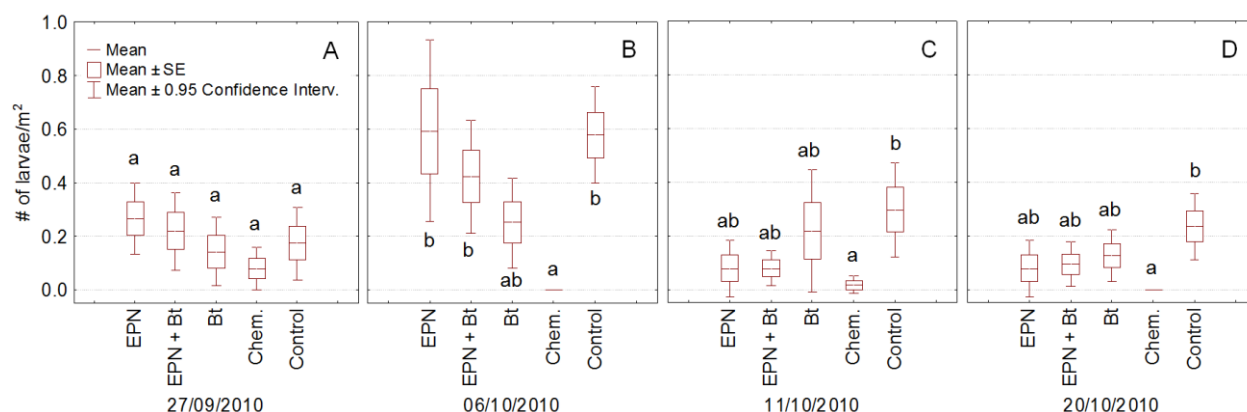 # of larvae/m²
1.0
0.8
0.6
0.4
0.2
0.0
Mean
Mean ± SE
Mean ± 0.95 Confidence Interv.
A
a
a
a
a
a
EPN
EPN + Bt
Bt
Chem.
Control
27/09/2010
B
b
b
ab
a
b
EPN
EPN + Bt
Bt
Chem.
Control
06/10/2010
C
ab
ab
ab
a
b
EPN
EPN + Bt
Bt
Chem.
Control
11/10/2010
D
ab
ab
ab
a
b
EPN
EPN + Bt
Bt
Chem.
Control
20/10/2010